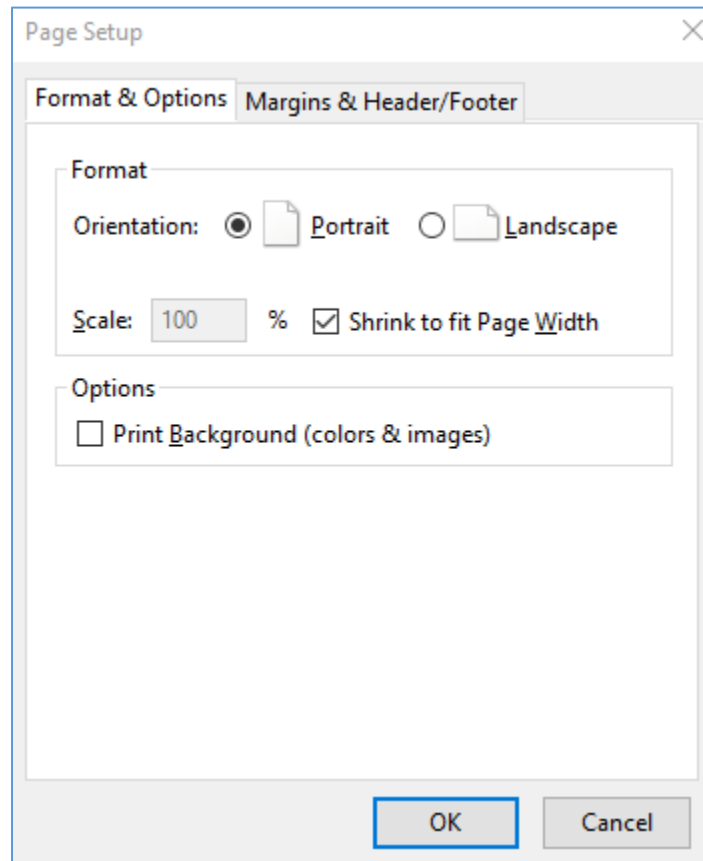 Page Setup
Format & Options Margins & Header/Footer
Format
Orientation: Portrait Landscape
Scale: 100 % Shrink to fit Page Width
Options
Print Background (colors & images)
OK Cancel